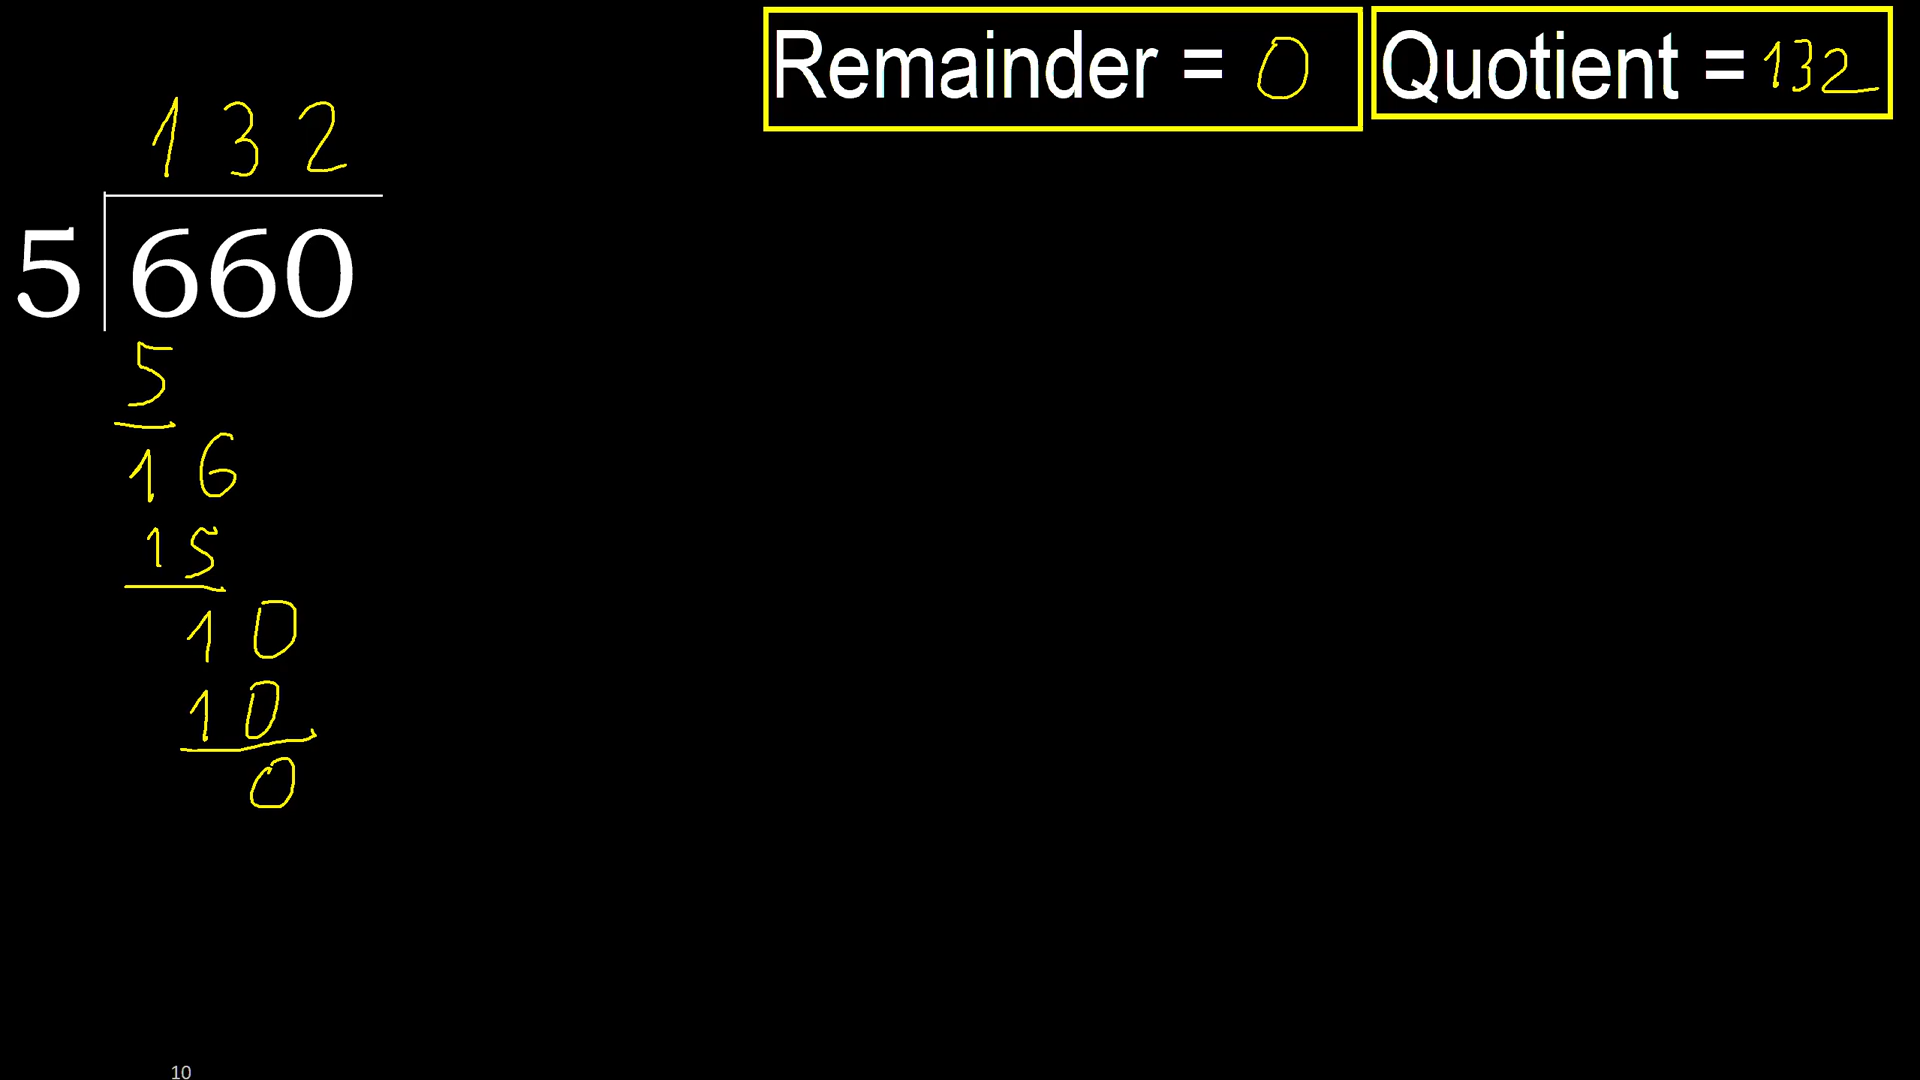 Remainder = 0
Quotient = 132
1 3 2
5 660
5
1 6
1 5
1 0
1 0
0
10